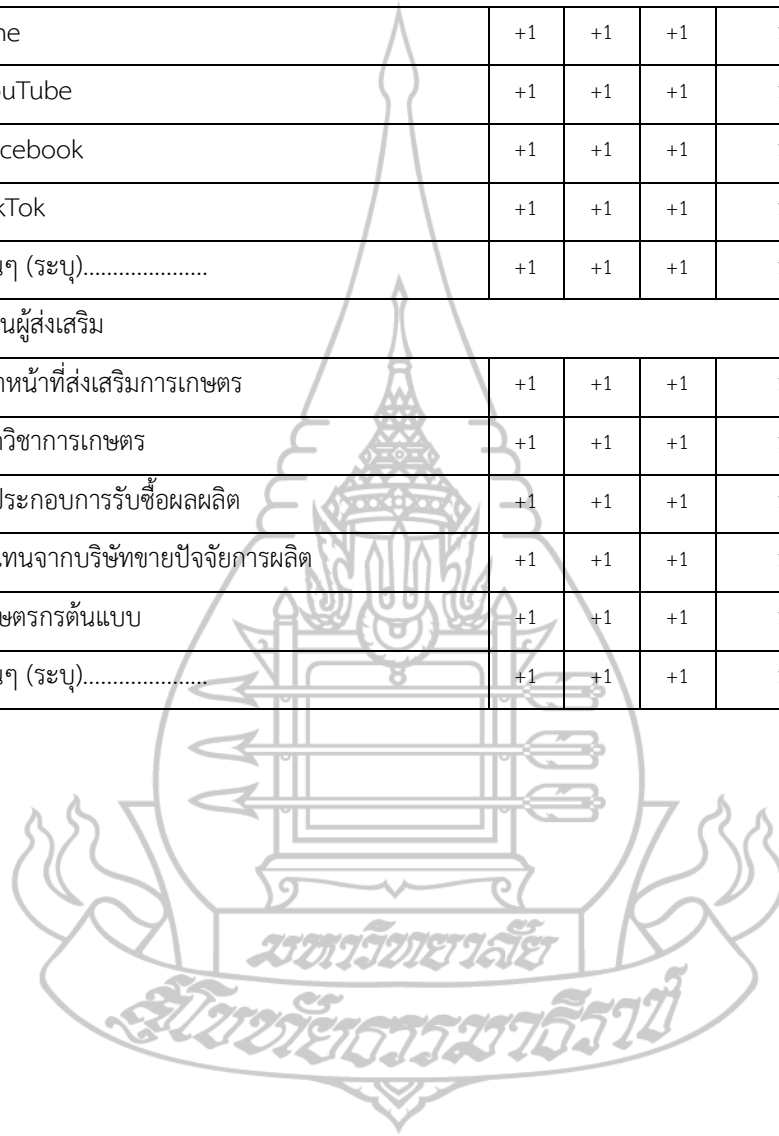 ne +1 +1 +1
ouTube +1 +1 +1
cebook +1 +1 +1
kTok +1 +1 +1
นๆ (ระบุ)..................... +1 +1 +1
นผู้ส่งเสริม
าหน้าที่ส่งเสริมการเกษตร +1 +1 +1
วิชาการเกษตร +1 +1 +1
ประกอบการรับซื้อผลผลิต +1 +1 +1
แทนจากบริษัทขายปัจจัยการผลิต +1 +1 +1
ษตรกรต้นแบบ +1 +1 +1
นๆ (ระบุ)..................... +1 +1 +1
มหาวิทยาลัย
สุโขทัยธรรมาธิราช